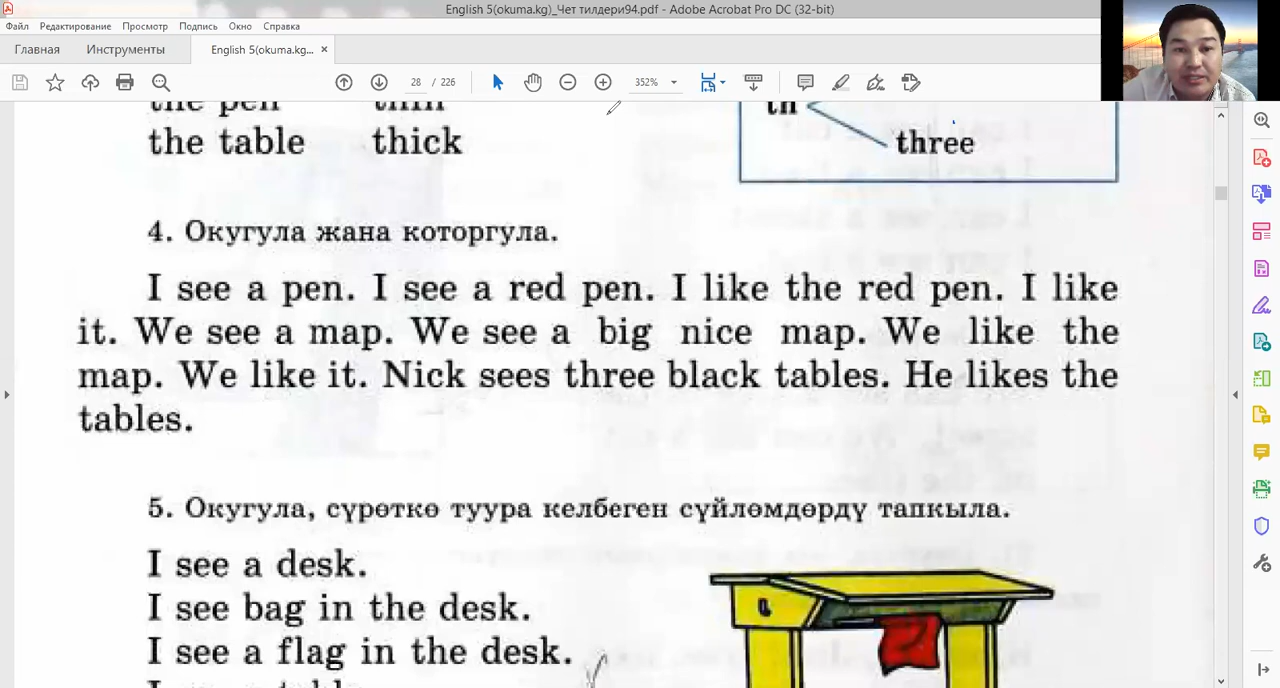 English 5(okuma.kg)_Чет тилдери94.pdf - Adobe Acrobat Pro DC (32-bit)
Файл Редактирование Просмотр Подпись Окно Справка
Главная Инструменты English 5(okuma.kg... ×
28 / 226 352%
the pen thin
the table thick
th
three
4. Окугула жана которгула.
I see a pen. I see a red pen. I like the red pen. I like
it. We see a map. We see a big nice map. We like the
map. We like it. Nick sees three black tables. He likes the
tables.
5. Окугула, сүрөткө туура келбеген сүйлөмдөрдү тапкыла.
I see a desk.
I see bag in the desk.
I see a flag in the desk.